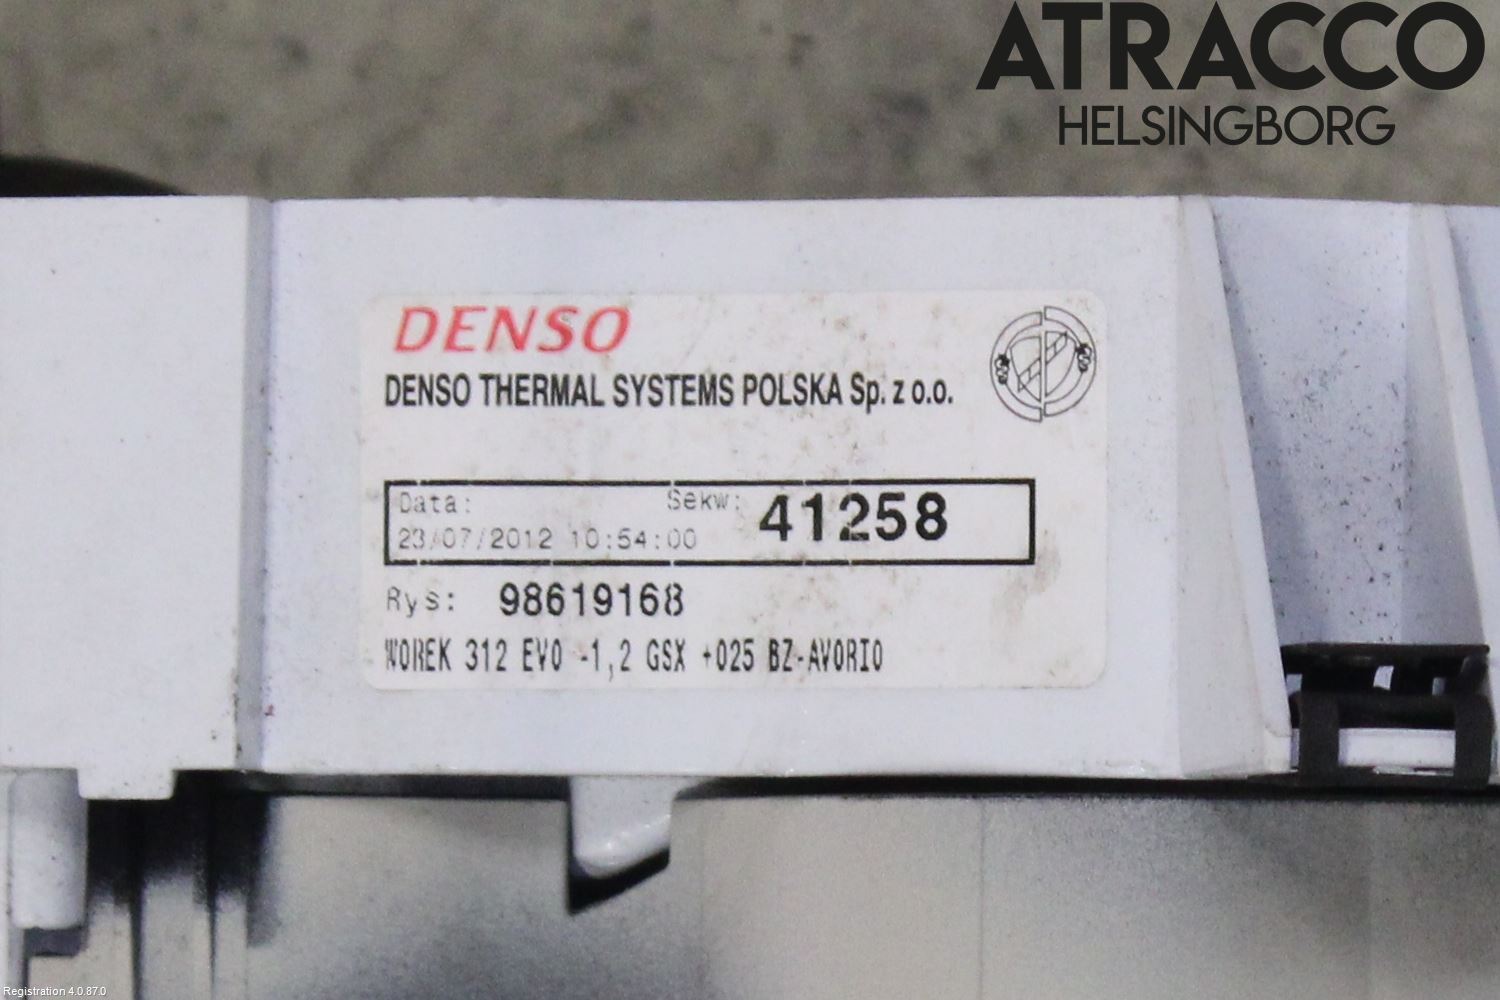 ATRACCO
HELSINGBORG
DENSO
DENSO THERMAL SYSTEMS POLSKA Sp. z o.o.
Data: Sekw: 41258
23/07/2012 10:54:00
Rys: 98619168
WOREK 312 EVO -1,2 GSX +025 BZ-AVORIO
Registration 4.0.87.0